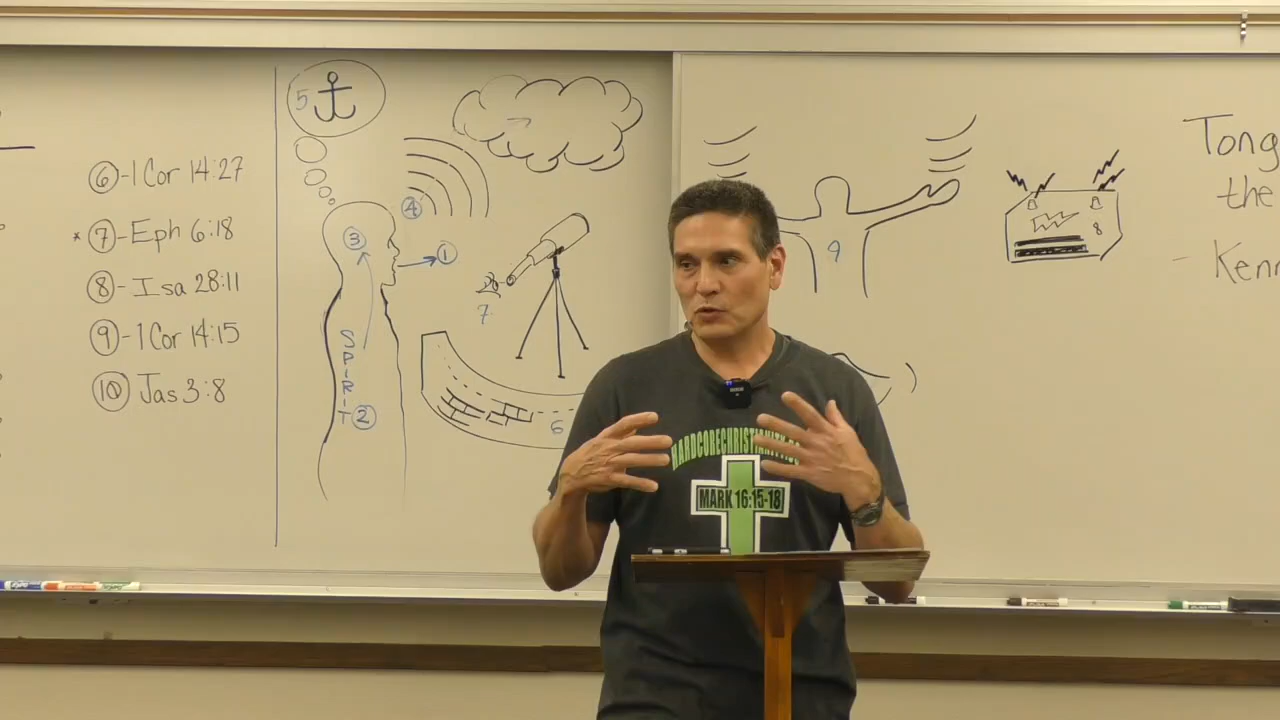 ⑥-1 Cor 14:27
* ⑦-Eph 6:18
⑧-Isa 28:11
⑨-1 Cor 14:15
⑩ Jas 3:8
5
④
③
①
SPIRIT
②
7
6
9
8
Tong
the
- Kenn
HARDCORECHRISTIANITY.
MARK 16:15-18